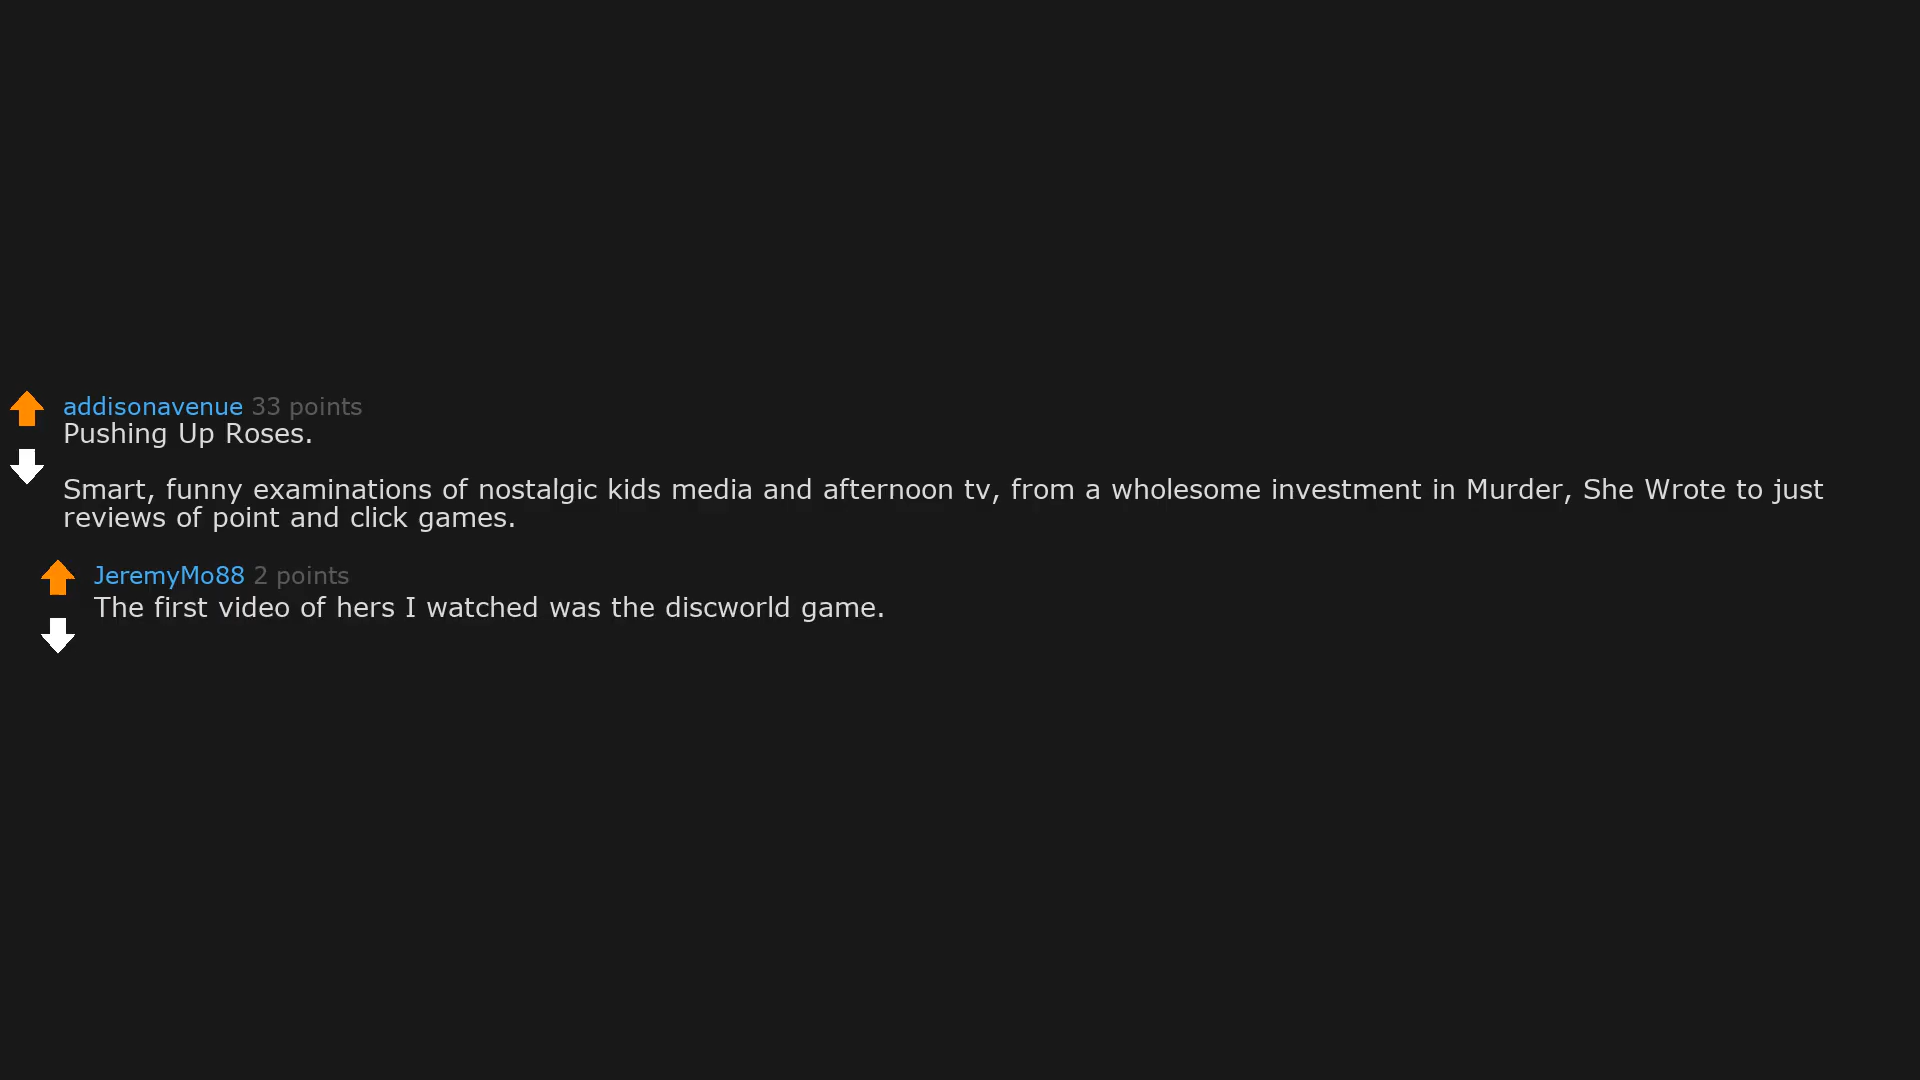 addisonavenue 33 points
Pushing Up Roses.
Smart, funny examinations of nostalgic kids media and afternoon tv, from a wholesome investment in Murder, She Wrote to just
reviews of point and click games.
JeremyMo88 2 points
The first video of hers I watched was the discworld game.